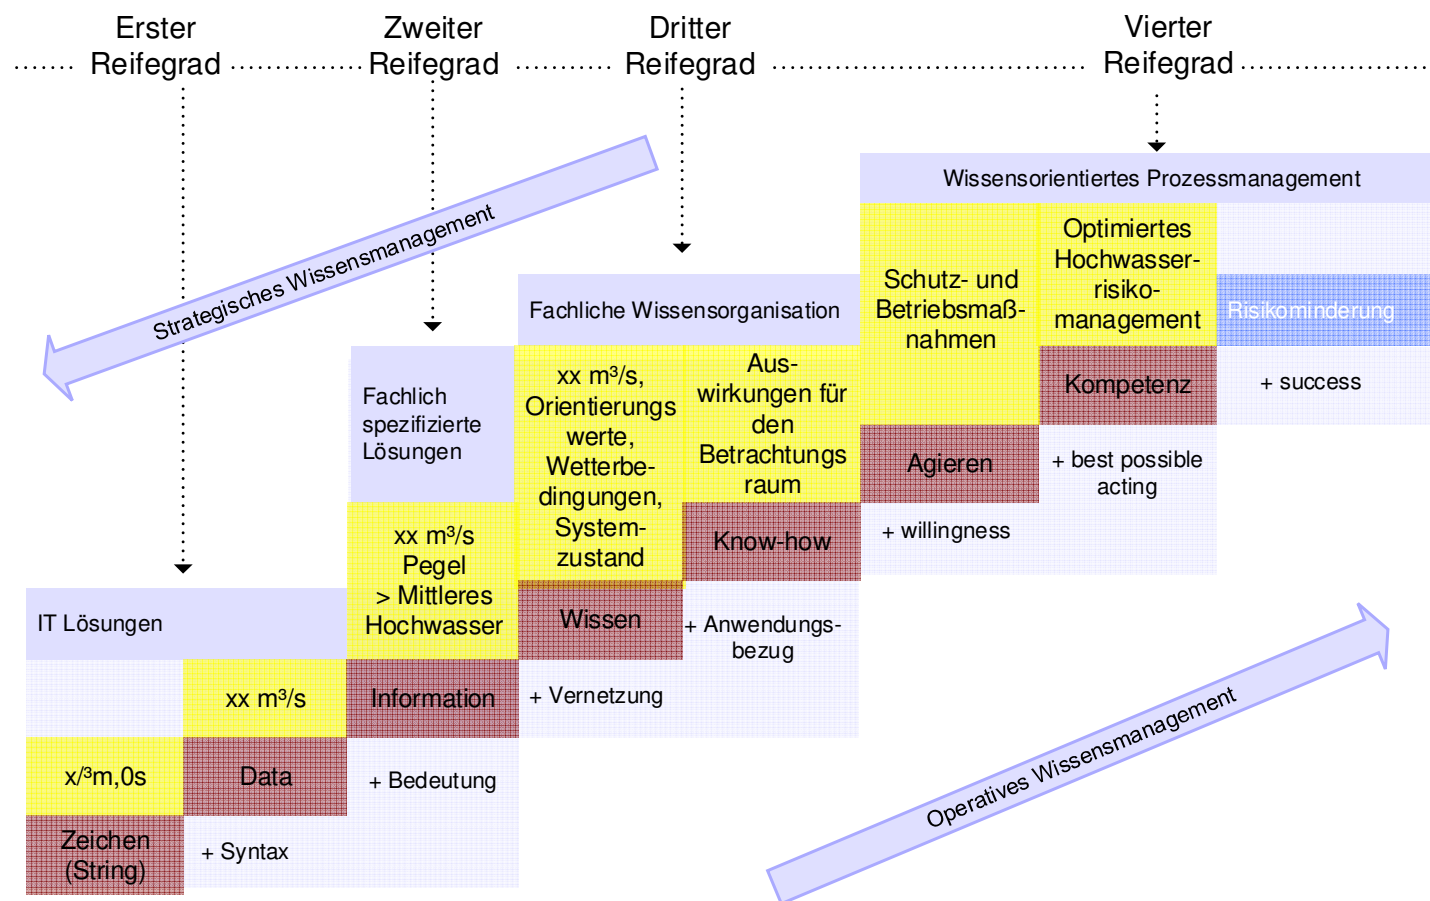 Erster
Reifegrad
Zweiter
Reifegrad
Dritter
Reifegrad
Vierter
Reifegrad
Strategisches Wissensmanagement
Wissensorientiertes Prozessmanagement
Schutz- und
Betriebsmaß-
nahmen
Optimiertes
Hochwasser-
risiko-
management
Risikominderung
Fachliche Wissensorganisation
Kompetenz
+ success
Fachlich
spezifizierte
Lösungen
xx m³/s,
Orientierungs
werte,
Wetterbe-
dingungen,
System-
zustand
Aus-
wirkungen für
den
Betrachtungs
raum
Agieren
+ best possible
acting
xx m³/s
Pegel
> Mittleres
Hochwasser
Know-how
+ willingness
IT Lösungen
Wissen
+ Anwendungs-
bezug
xx m³/s
Information
+ Vernetzung
x/³m,0s
Data
+ Bedeutung
Operatives Wissensmanagement
Zeichen
(String)
+ Syntax